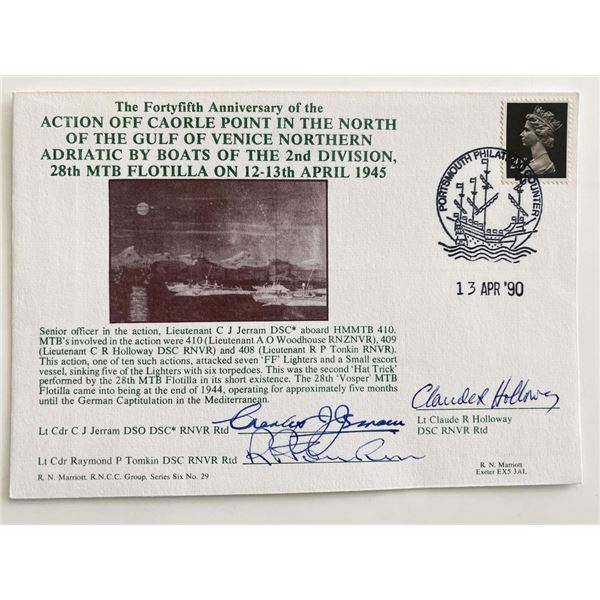 The Fortyfifth Anniversary of the
ACTION OFF CAORLE POINT IN THE NORTH
OF THE GULF OF VENICE NORTHERN
ADRIATIC BY BOATS OF THE 2nd DIVISION,
28th MTB FLOTILLA ON 12-13th APRIL 1945
PORTSMOUTH PHILATELIC COUNTER
13 APR '90
Senior officer in the action, Lieutenant C J Jerram DSC* aboard HMMTB 410.
MTB's involved in the action were 410 (Lieutenant A O Woodhouse RNZNVR), 409
(Lieutenant C R Holloway DSC RNVR) and 408 (Lieutenant R P Tonkin RNVR).
This action, one of ten such actions, attacked seven 'FF' Lighters and a Small escort
vessel, sinking five of the Lighters with six torpedoes. This was the second 'Hat Trick'
performed by the 28th MTB Flotilla in its short existence. The 28th 'Vosper' MTB
Flotilla came into being at the end of 1944, operating for approximately five months
until the German Captitulation in the Mediterranean.
Claude R Holloway
Charles J Jerram
Lt Cdr C J Jerram DSO DSC* RNVR Rtd
Lt Claude R Holloway
DSC RNVR Rtd
Lt Cdr Raymond P Tomkin DSC RNVR Rtd
R. N. Marriott. R.N.C.C. Group. Series Six No. 29
R. N. Marriott
Exeter EX5 3AL